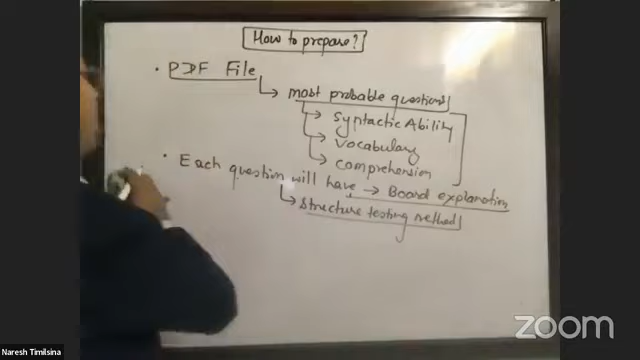 How to prepare?
• PDF File
→ most probable questions
→ Syntactic Ability
→ vocabulary
→ comprehension
• Each question will have → Board explanation
→ Structure testing method
zoom
Naresh Timilsina